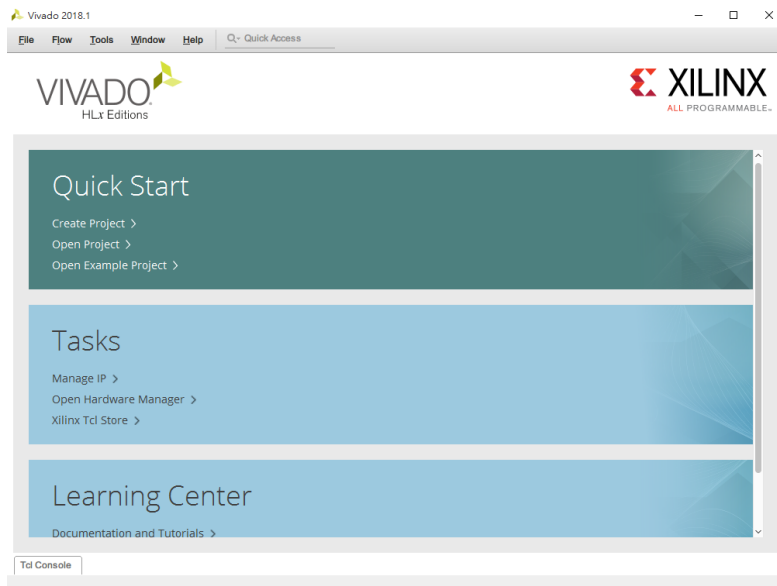 Vivado 2018.1
File Flow Tools Window Help Quick Access
VIVADO.
HLx Editions
XILINX
ALL PROGRAMMABLE™
Quick Start
Create Project >
Open Project >
Open Example Project >
Tasks
Manage IP >
Open Hardware Manager >
Xilinx Tcl Store >
Learning Center
Documentation and Tutorials >
Tcl Console